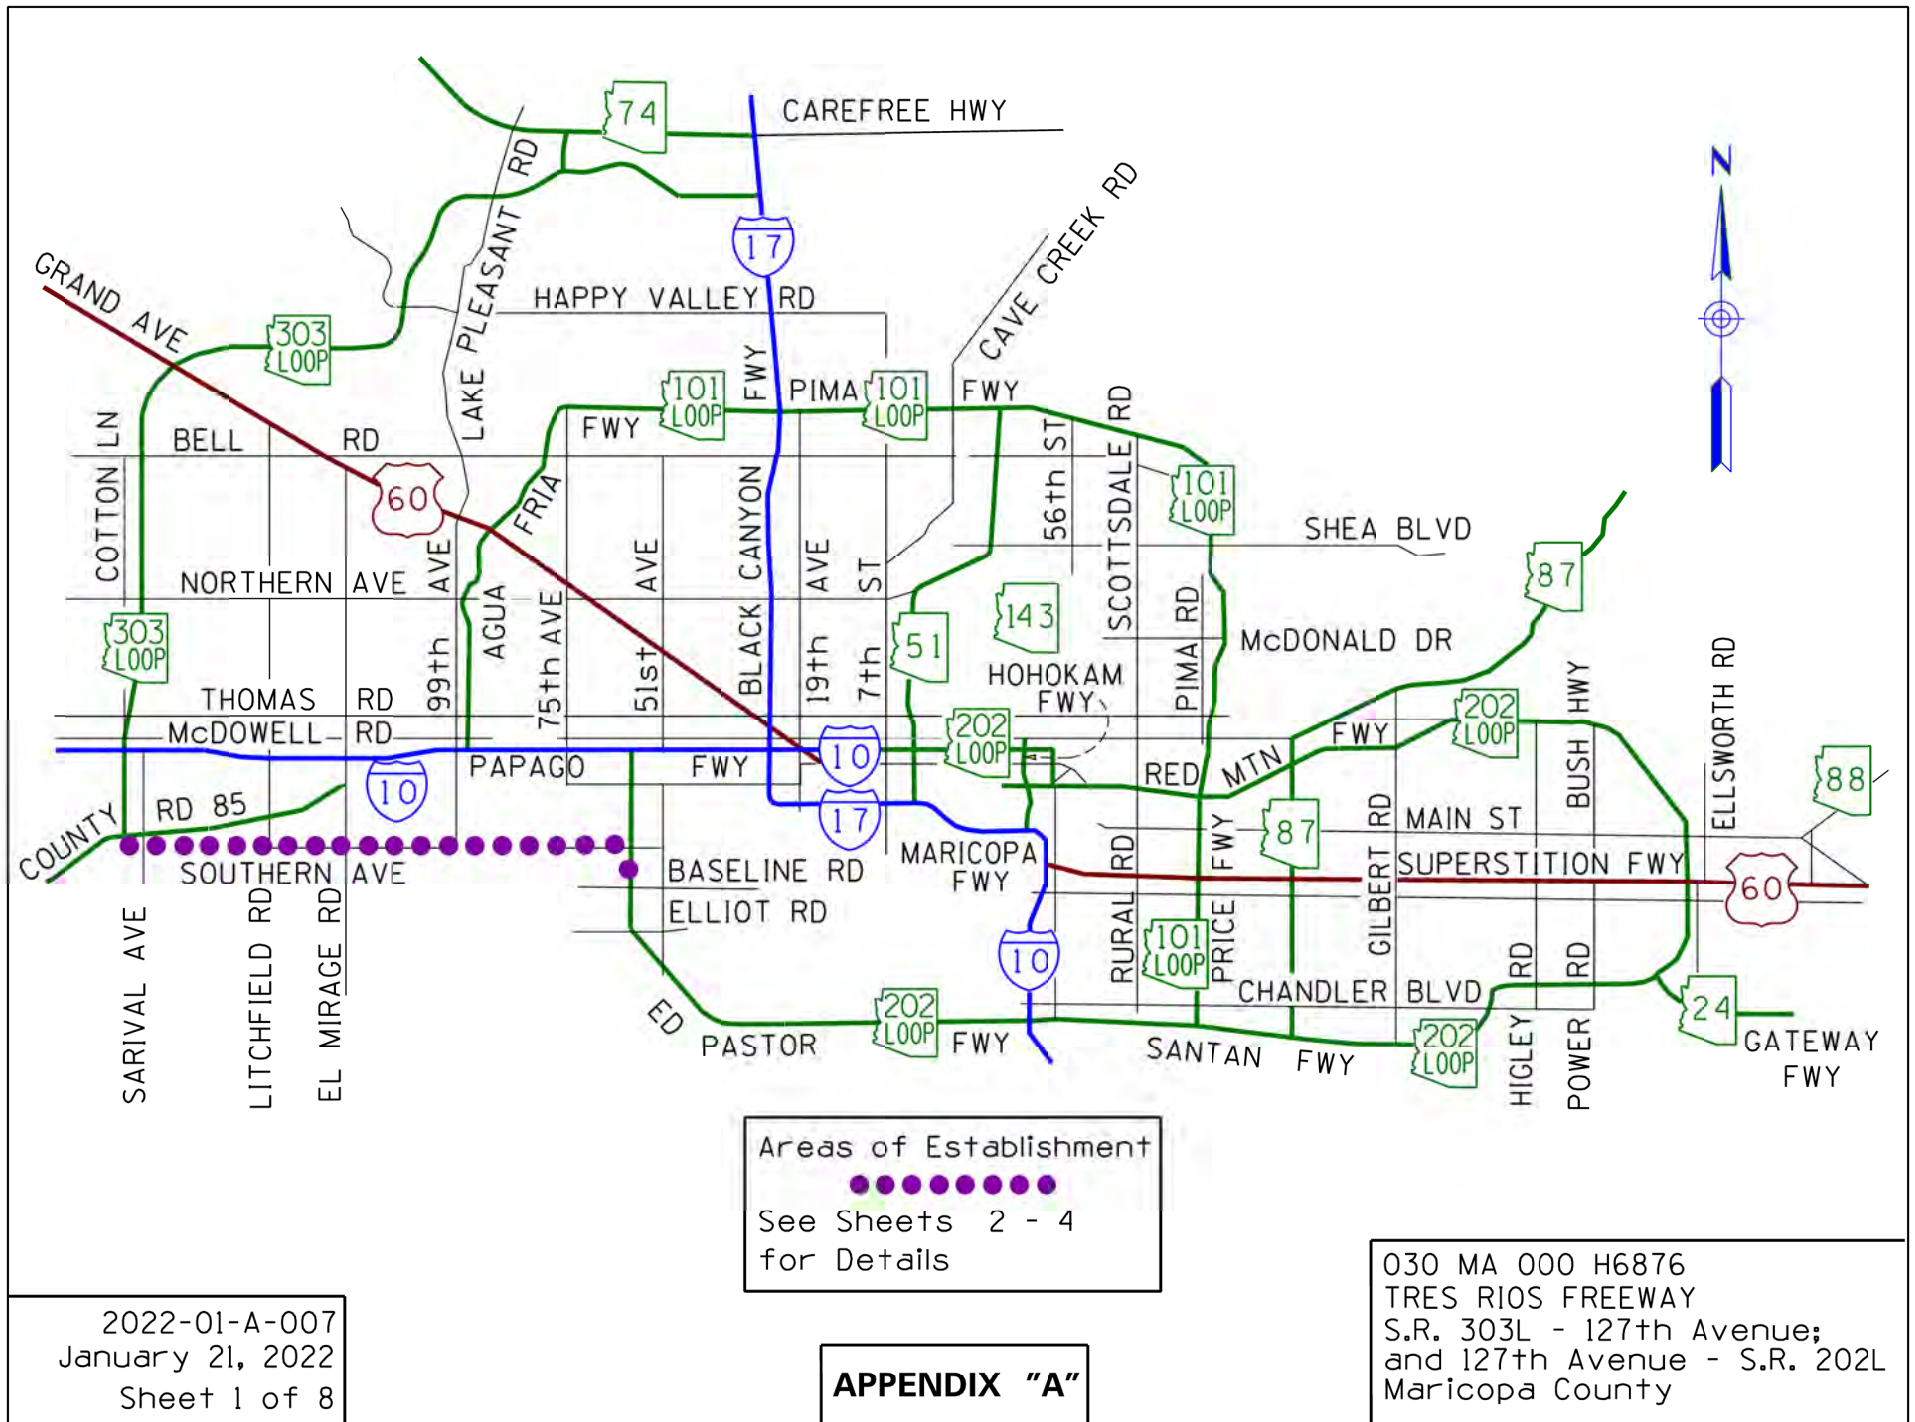 74
CAREFREE HWY
N
LAKE PLEASANT RD
CAVE CREEK RD
17
GRAND AVE
HAPPY VALLEY RD
303
LOOP
101
LOOP
FWY
PIMA
101
LOOP
FWY
FWY
COTTON LN
BELL RD
60
AGUA FRIA
BLACK CANYON
56th ST
SCOTTSDALE RD
101
LOOP
SHEA BLVD
87
NORTHERN AVE
99th AVE
75th AVE
51st AVE
19th AVE
7th ST
143
51
HOHOKAM
FWY
PIMA RD
McDONALD DR
303
LOOP
THOMAS RD
McDOWELL RD
202
LOOP
202
LOOP
BUSH HWY
ELLSWORTH RD
PAPAGO FWY
10
10
17
RED MTN FWY
88
COUNTY RD 85
87
MAIN ST
SUPERSTITION FWY
60
SOUTHERN AVE
BASELINE RD
ELLIOT RD
MARICOPA
FWY
10
RURAL RD
PRICE FWY
GILBERT RD
101
LOOP
CHANDLER BLVD
SARIVAL AVE
LITCHFIELD RD
EL MIRAGE RD
ED PASTOR FWY
202
LOOP
SANTAN FWY
202
LOOP
HIGLEY RD
POWER RD
24
GATEWAY
FWY
Areas of Establishment
See Sheets 2 - 4
for Details
2022-01-A-007
January 21, 2022
Sheet 1 of 8
APPENDIX "A"
030 MA 000 H6876
TRES RIOS FREEWAY
S.R. 303L - 127th Avenue;
and 127th Avenue - S.R. 202L
Maricopa County